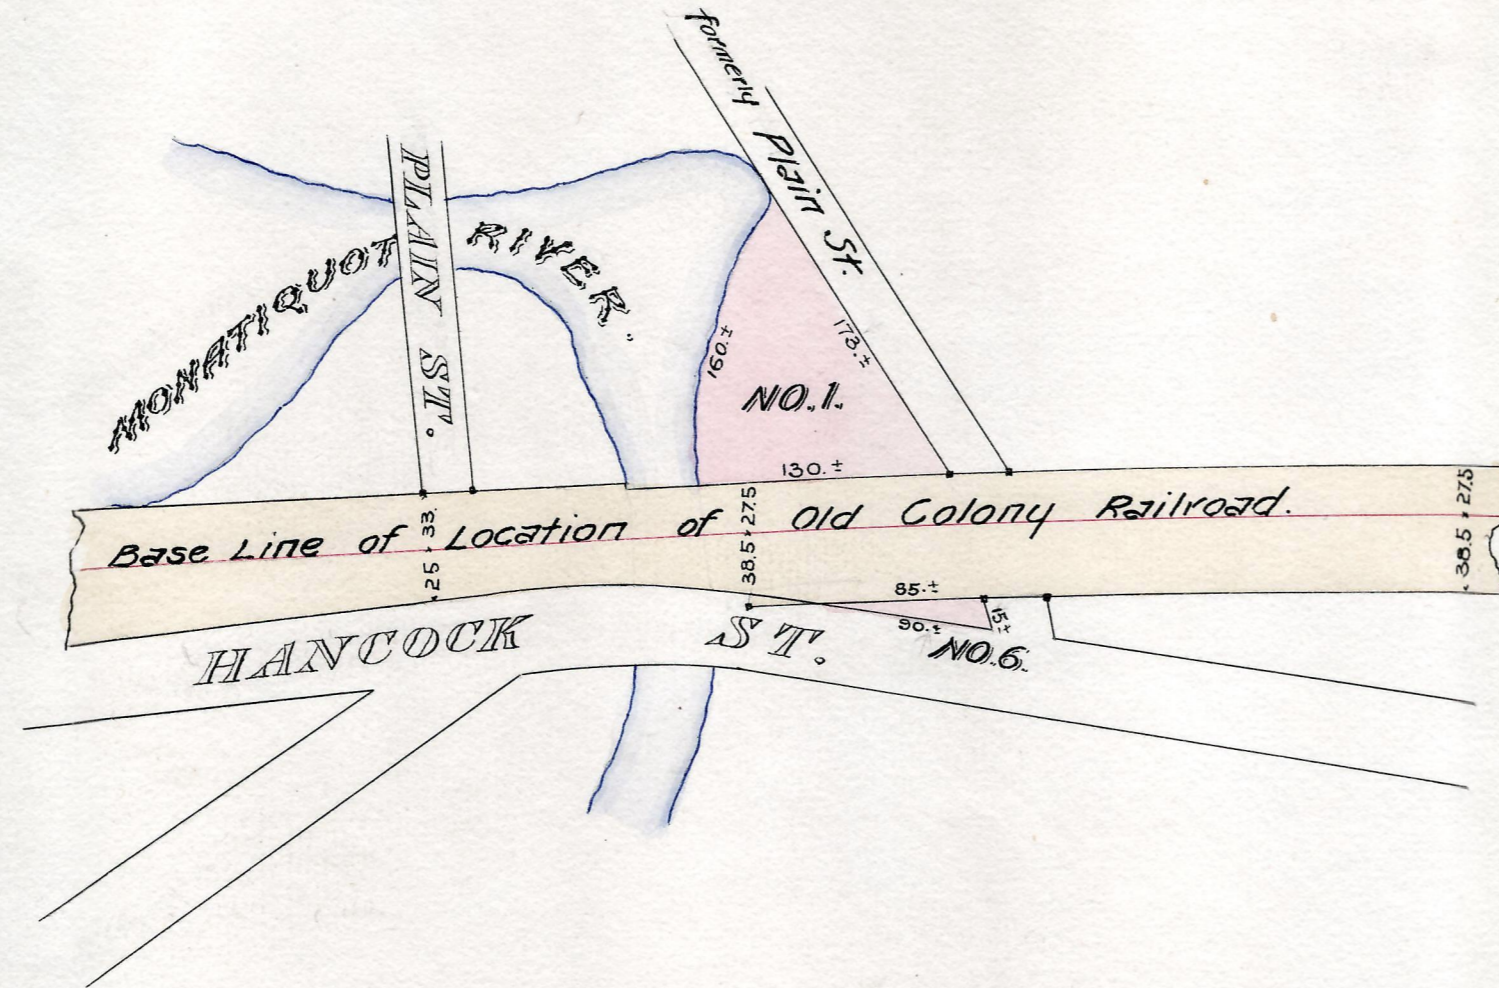 formerly Plain St.
PLAIN ST.
MONATIQUOT RIVER.
160.±
173.±
NO.1.
130.±
Base Line of Location of Old Colony Railroad.
25 33.
38.5 27.5
38.5 27.5
85.±
90.±
15±
NO.6.
HANCOCK ST.